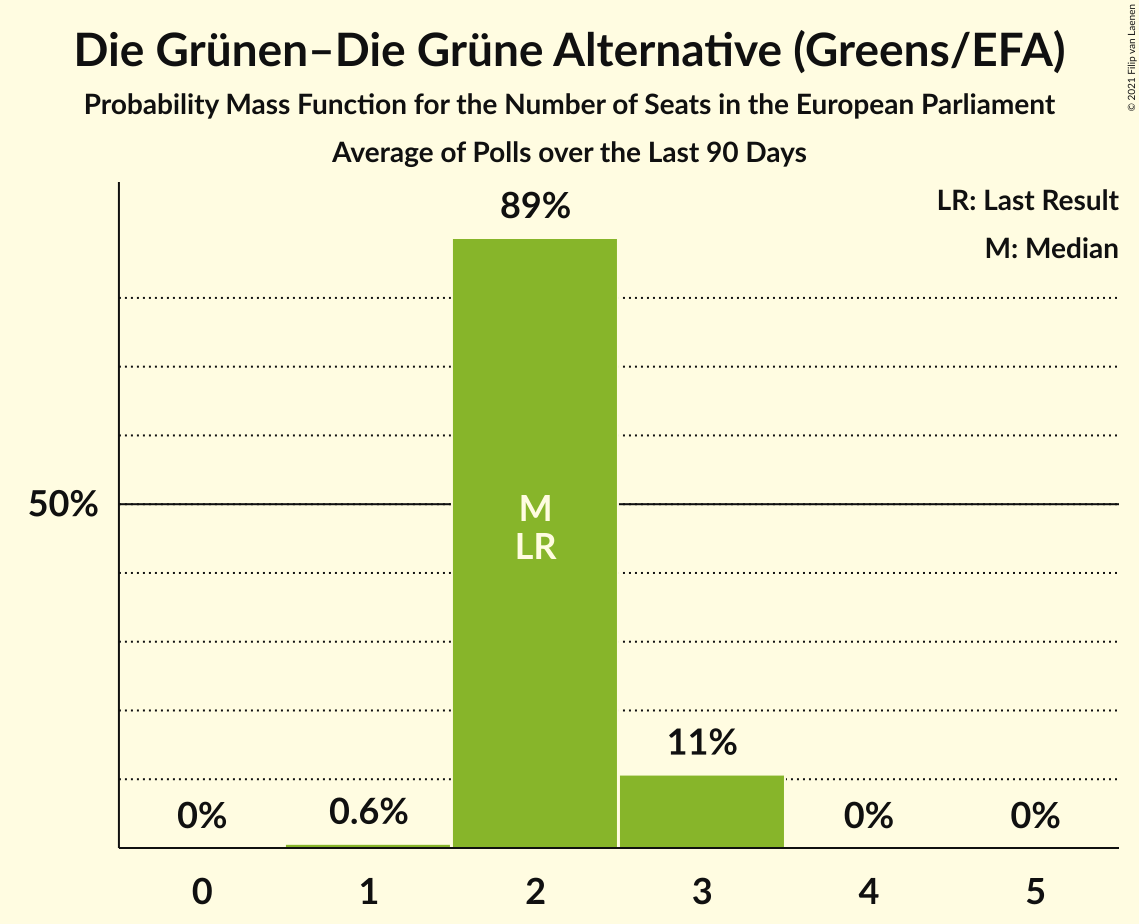 Die Grünen–Die Grüne Alternative (Greens/EFA)
Probability Mass Function for the Number of Seats in the European Parliament
Average of Polls over the Last 90 Days
© 2021 Filip van Laenen
LR: Last Result
M: Median
89%
50%
M
LR
11%
0%
0.6%
0%
0%
0
1
2
3
4
5